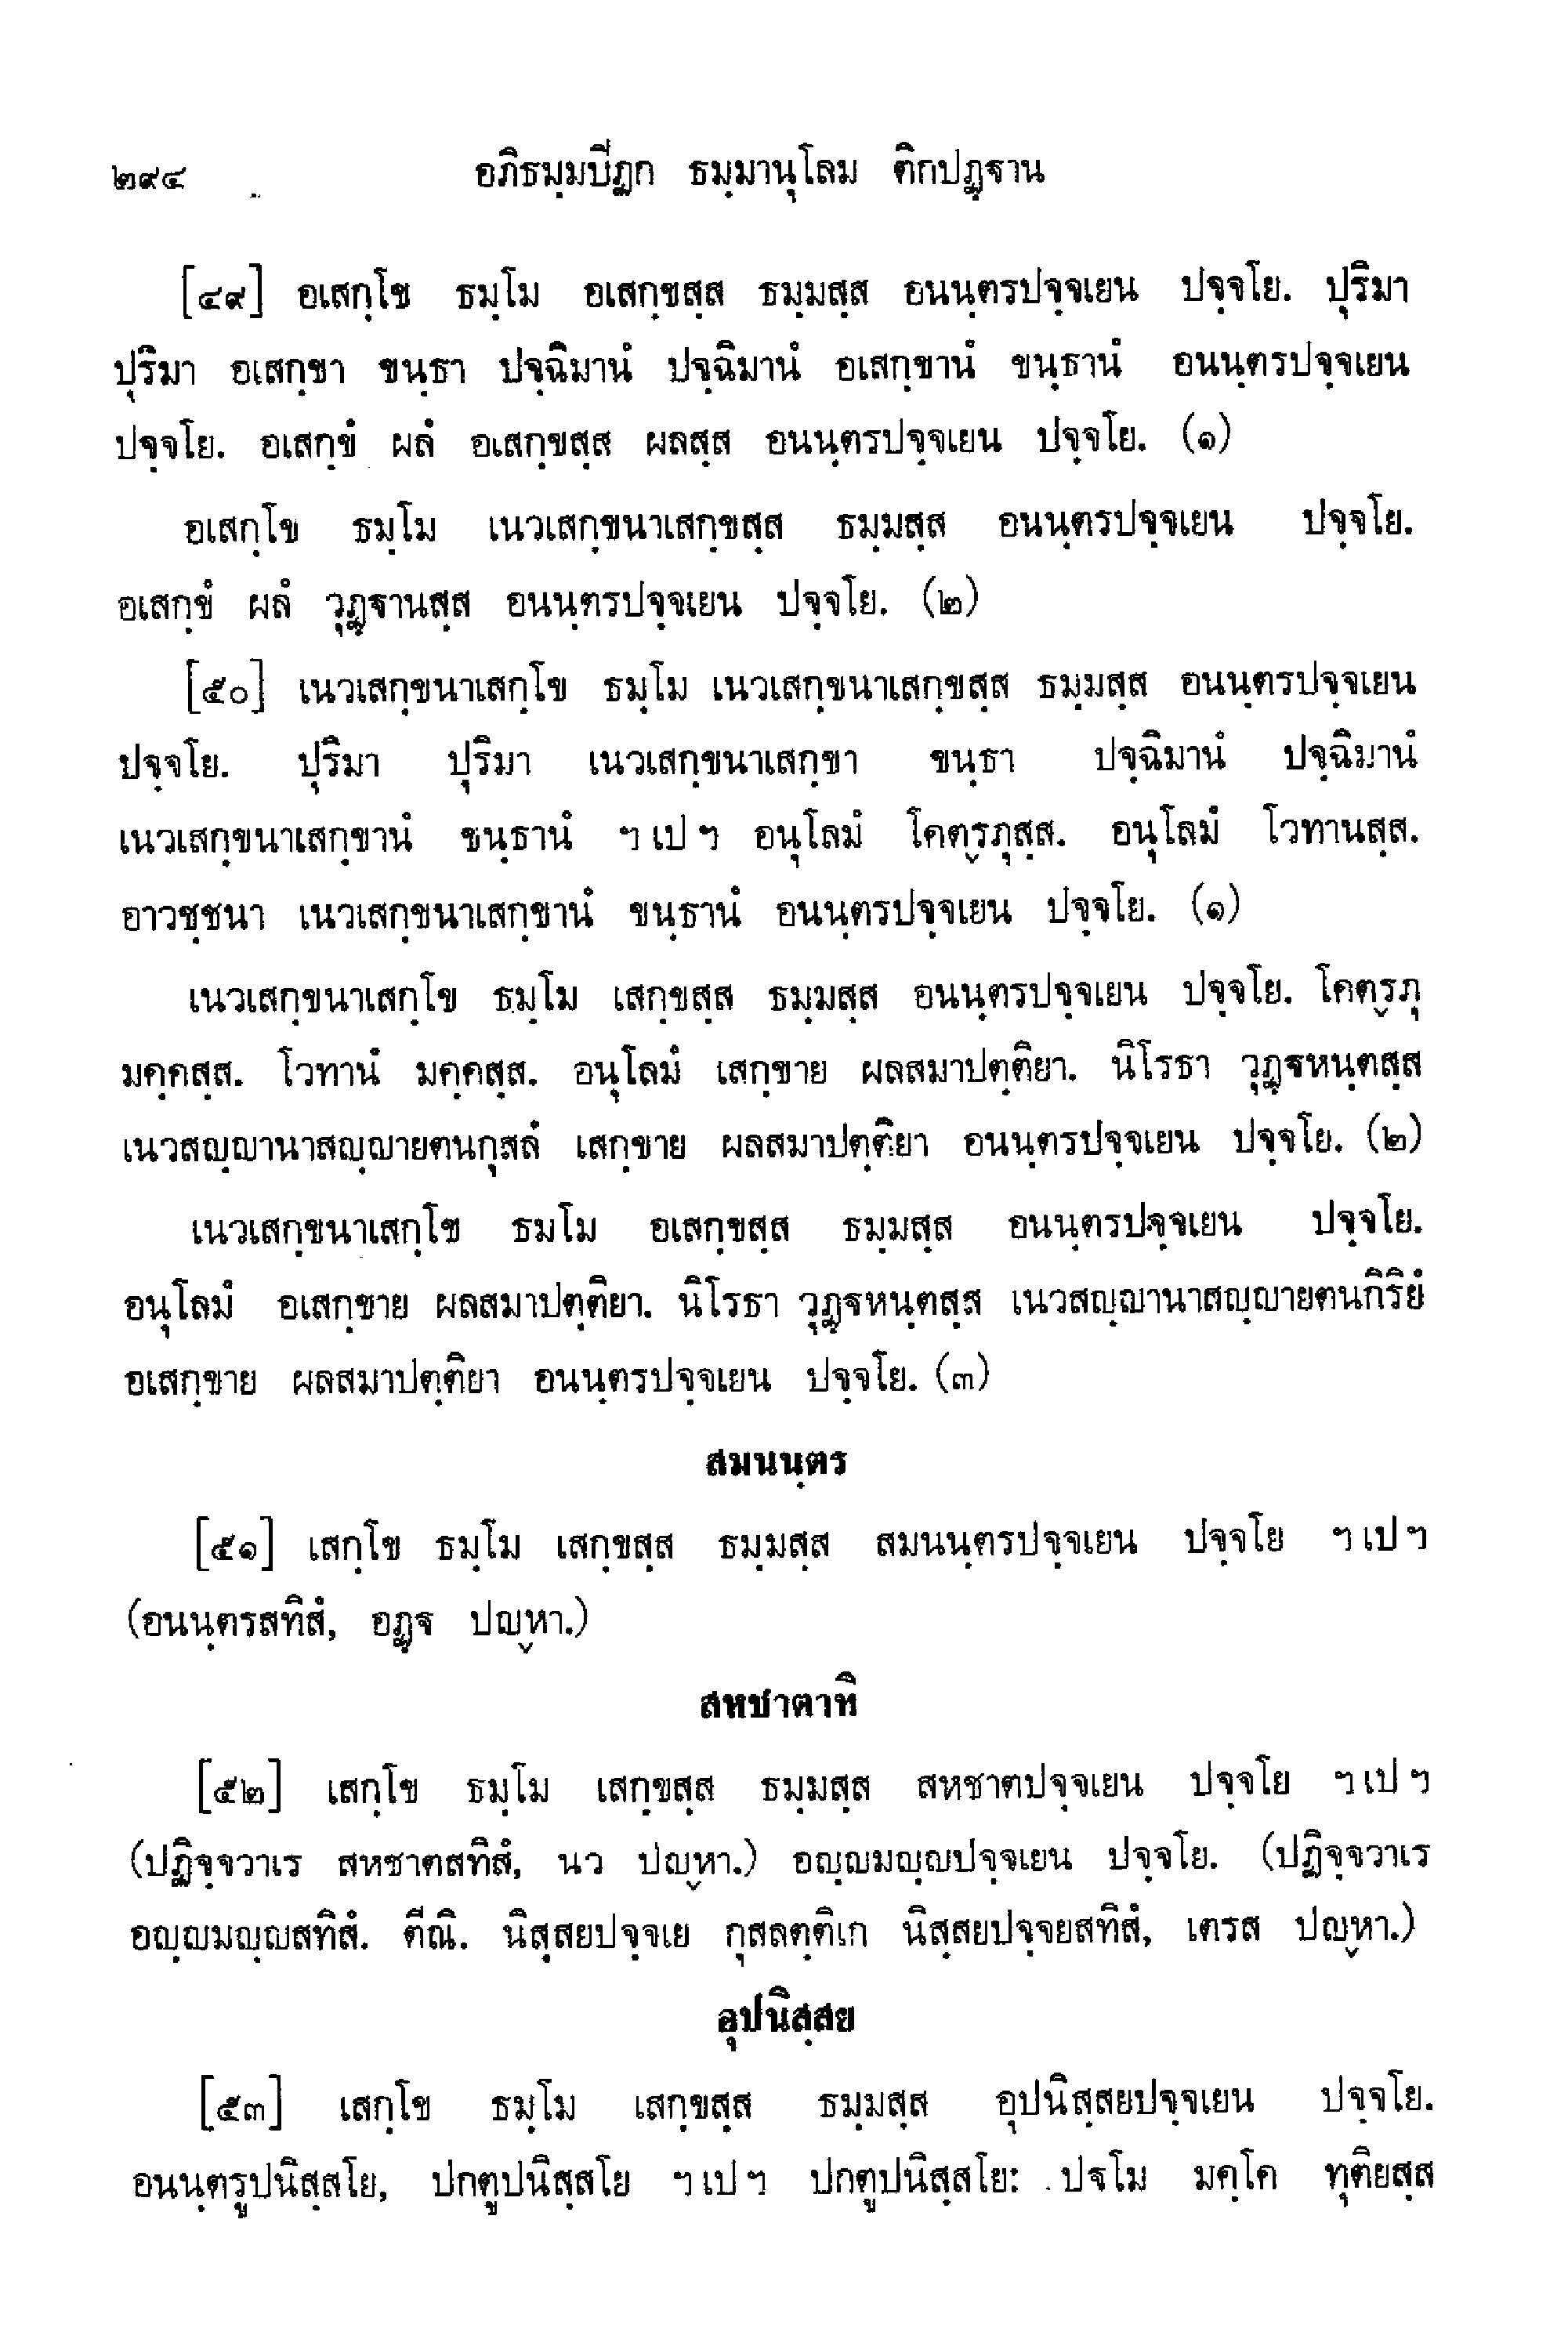 ๒๙๔ อภิธมฺมปิฏก ธมฺมานุโลม ติกปฏฺฐาน
[๔๙] อเสกฺโข ธมฺโม อเสกฺขสฺส ธมฺมสฺส อนนฺตรปจฺจเยน ปจฺจโย. ปุริมา
ปุริมา อเสกฺขา ขนฺธา ปจฺฉิมานํ ปจฺฉิมานํ อเสกฺขานํ ขนฺธานํ อนนฺตรปจฺจเยน
ปจฺจโย. อเสกฺขํ ผลํ อเสกฺขสฺส ผลสฺส อนนฺตรปจฺจเยน ปจฺจโย. (๑)
อเสกฺโข ธมฺโม เนวเสกฺขนาเสกฺขสฺส ธมฺมสฺส อนนฺตรปจฺจเยน ปจฺจโย.
อเสกฺขํ ผลํ วุฏฺฐานสฺส อนนฺตรปจฺจเยน ปจฺจโย. (๒)
[๕๐] เนวเสกฺขนาเสกฺโข ธมฺโม เนวเสกฺขนาเสกฺขสฺส ธมฺมสฺส อนนฺตรปจฺจเยน
ปจฺจโย. ปุริมา ปุริมา เนวเสกฺขนาเสกฺขา ขนฺธา ปจฺฉิมานํ ปจฺฉิมานํ
เนวเสกฺขนาเสกฺขานํ ขนฺธานํ ฯ เป ฯ อนุโลมํ โคตฺรภุสฺส. อนุโลมํ โวทานสฺส.
อาวชฺชนา เนวเสกฺขนาเสกฺขานํ ขนฺธานํ อนนฺตรปจฺจเยน ปจฺจโย. (๑)
เนวเสกฺขนาเสกฺโข ธมฺโม เสกฺขสฺส ธมฺมสฺส อนนฺตรปจฺจเยน ปจฺจโย. โคตฺรภุ
มคฺคสฺส. โวทานํ มคฺคสฺส. อนุโลมํ เสกฺขาย ผลสมาปตฺติยา. นิโรธา วุฏฺฐหนฺตสฺส
เนวสญฺญานาสญฺญายตนกุสลํ เสกฺขาย ผลสมาปตฺติยา อนนฺตรปจฺจเยน ปจฺจโย. (๒)
เนวเสกฺขนาเสกฺโข ธมโม อเสกฺขสฺส ธมฺมสฺส อนนฺตรปจฺจเยน ปจฺจโย.
อนุโลมํ อเสกฺขาย ผลสมาปตฺติยา. นิโรธา วุฏฺฐหนฺตสฺส เนวสญฺญานาสญฺญายตนกิริยํ
อเสกฺขาย ผลสมาปตฺติยา อนนฺตรปจฺจเยน ปจฺจโย. (๓)
สมนนฺตร
[๕๑] เสกฺโข ธมฺโม เสกฺขสฺส ธมฺมสฺส สมนนฺตรปจฺจเยน ปจฺจโย ฯ เป ฯ
(อนนฺตรสทิสํ, อฏฺฐ ปญฺหา.)
สหชาตาทิ
[๕๒] เสกฺโข ธมฺโม เสกฺขสฺส ธมฺมสฺส สหชาตปจฺจเยน ปจฺจโย ฯ เป ฯ
(ปฏิจฺจวาเร สหชาตสทิสํ, นว ปญฺหา.) อญฺญมญฺญปจฺจเยน ปจฺจโย. (ปฏิจฺจวาเร
อญฺญมญฺญสทิสํ. ตีณิ. นิสฺสยปจฺจเย กุสลตฺติเก นิสฺสยปจฺจยสทิสํ, เตรส ปญฺหา.)
อุปนิสฺสย
[๕๓] เสกฺโข ธมฺโม เสกฺขสฺส ธมฺมสฺส อุปนิสฺสยปจฺจเยน ปจฺจโย.
อนนฺตรูปนิสฺสโย, ปกตูปนิสฺสโย ฯ เป ฯ ปกตูปนิสฺสโย: ปฐโม มคฺโค ทุติยสฺส